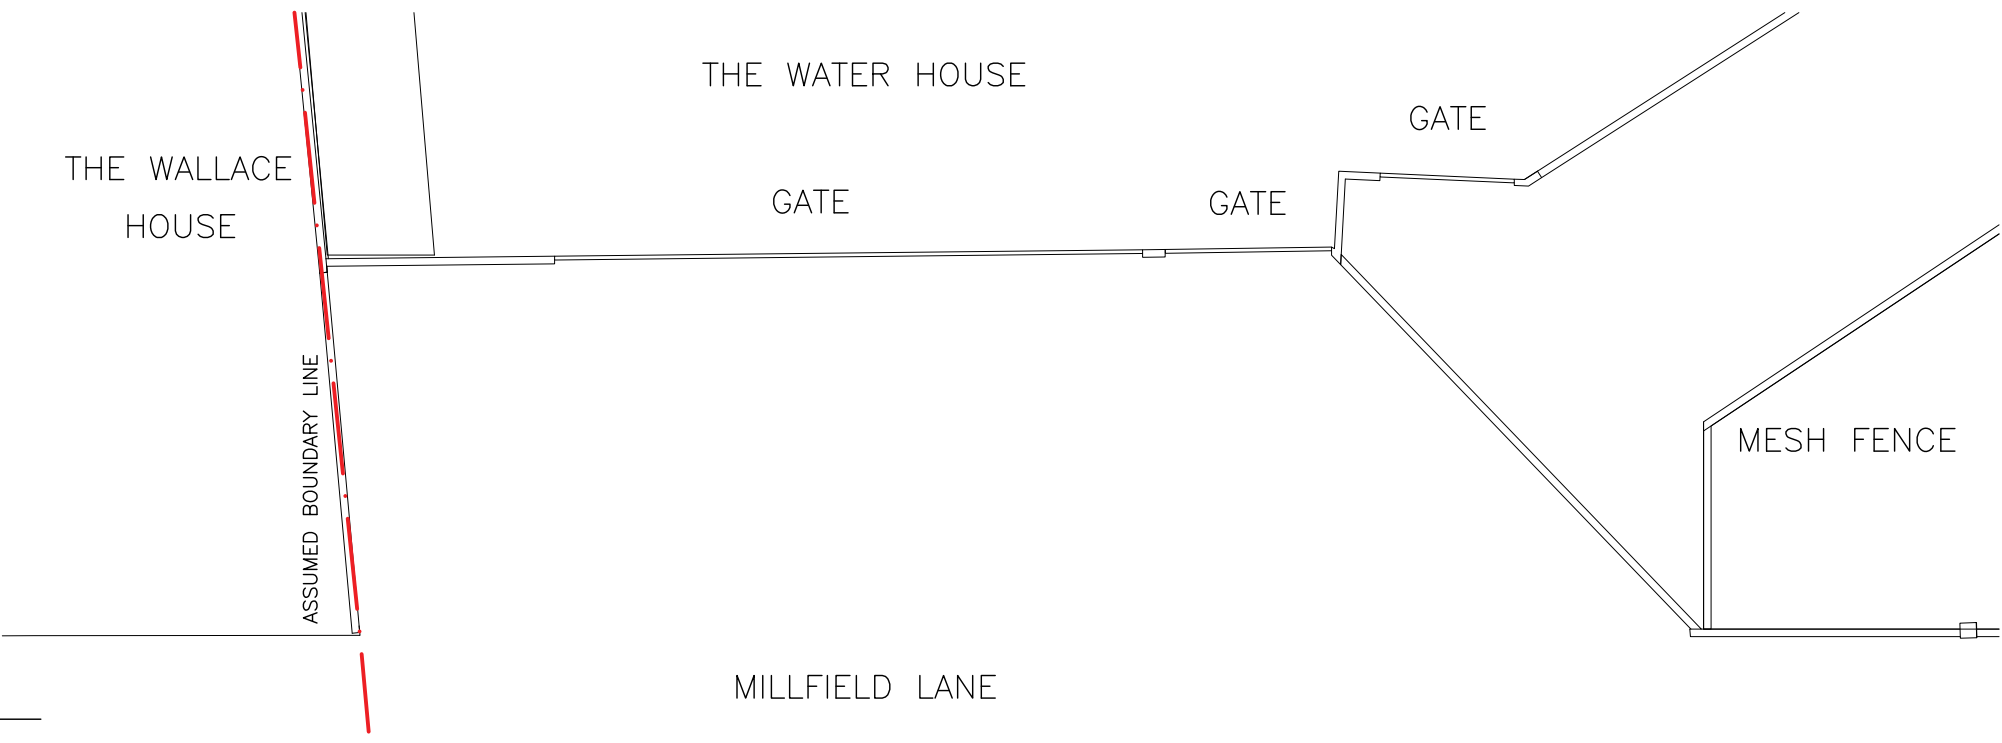 THE WATER HOUSE
GATE
THE WALLACE
HOUSE
GATE
GATE
ASSUMED BOUNDARY LINE
MESH FENCE
MILLFIELD LANE